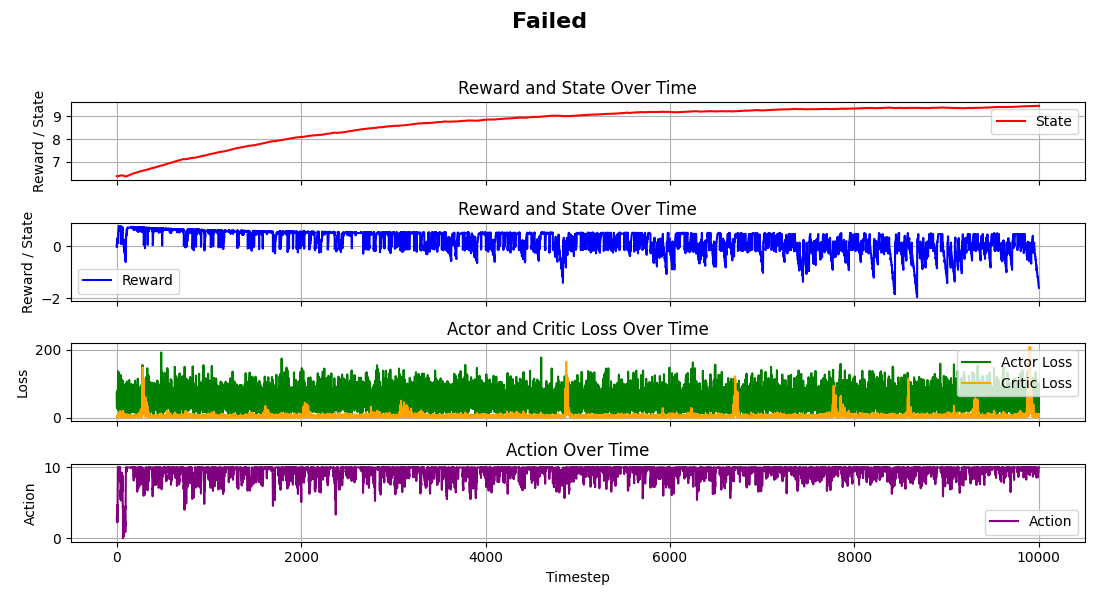 Failed
Reward and State Over Time
Reward / State
9
8
7
State
Reward and State Over Time
Reward / State
0
−2
Reward
Actor and Critic Loss Over Time
Loss
200
0
Actor Loss
Critic Loss
Action Over Time
Action
10
0
Action
0 2000 4000 6000 8000 10000
Timestep